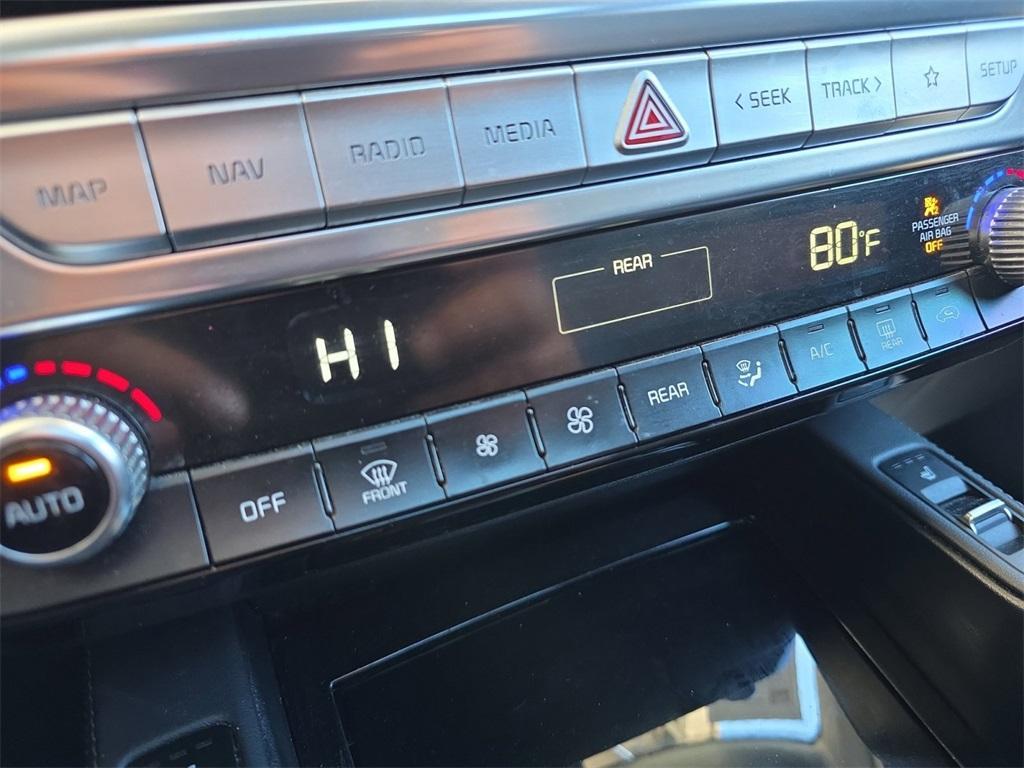 MAP
NAV
RADIO
MEDIA
< SEEK
TRACK >
SETUP
HI
REAR
80°F
PASSENGER
AIR BAG
OFF
AUTO
OFF
FRONT
REAR
A/C
REAR